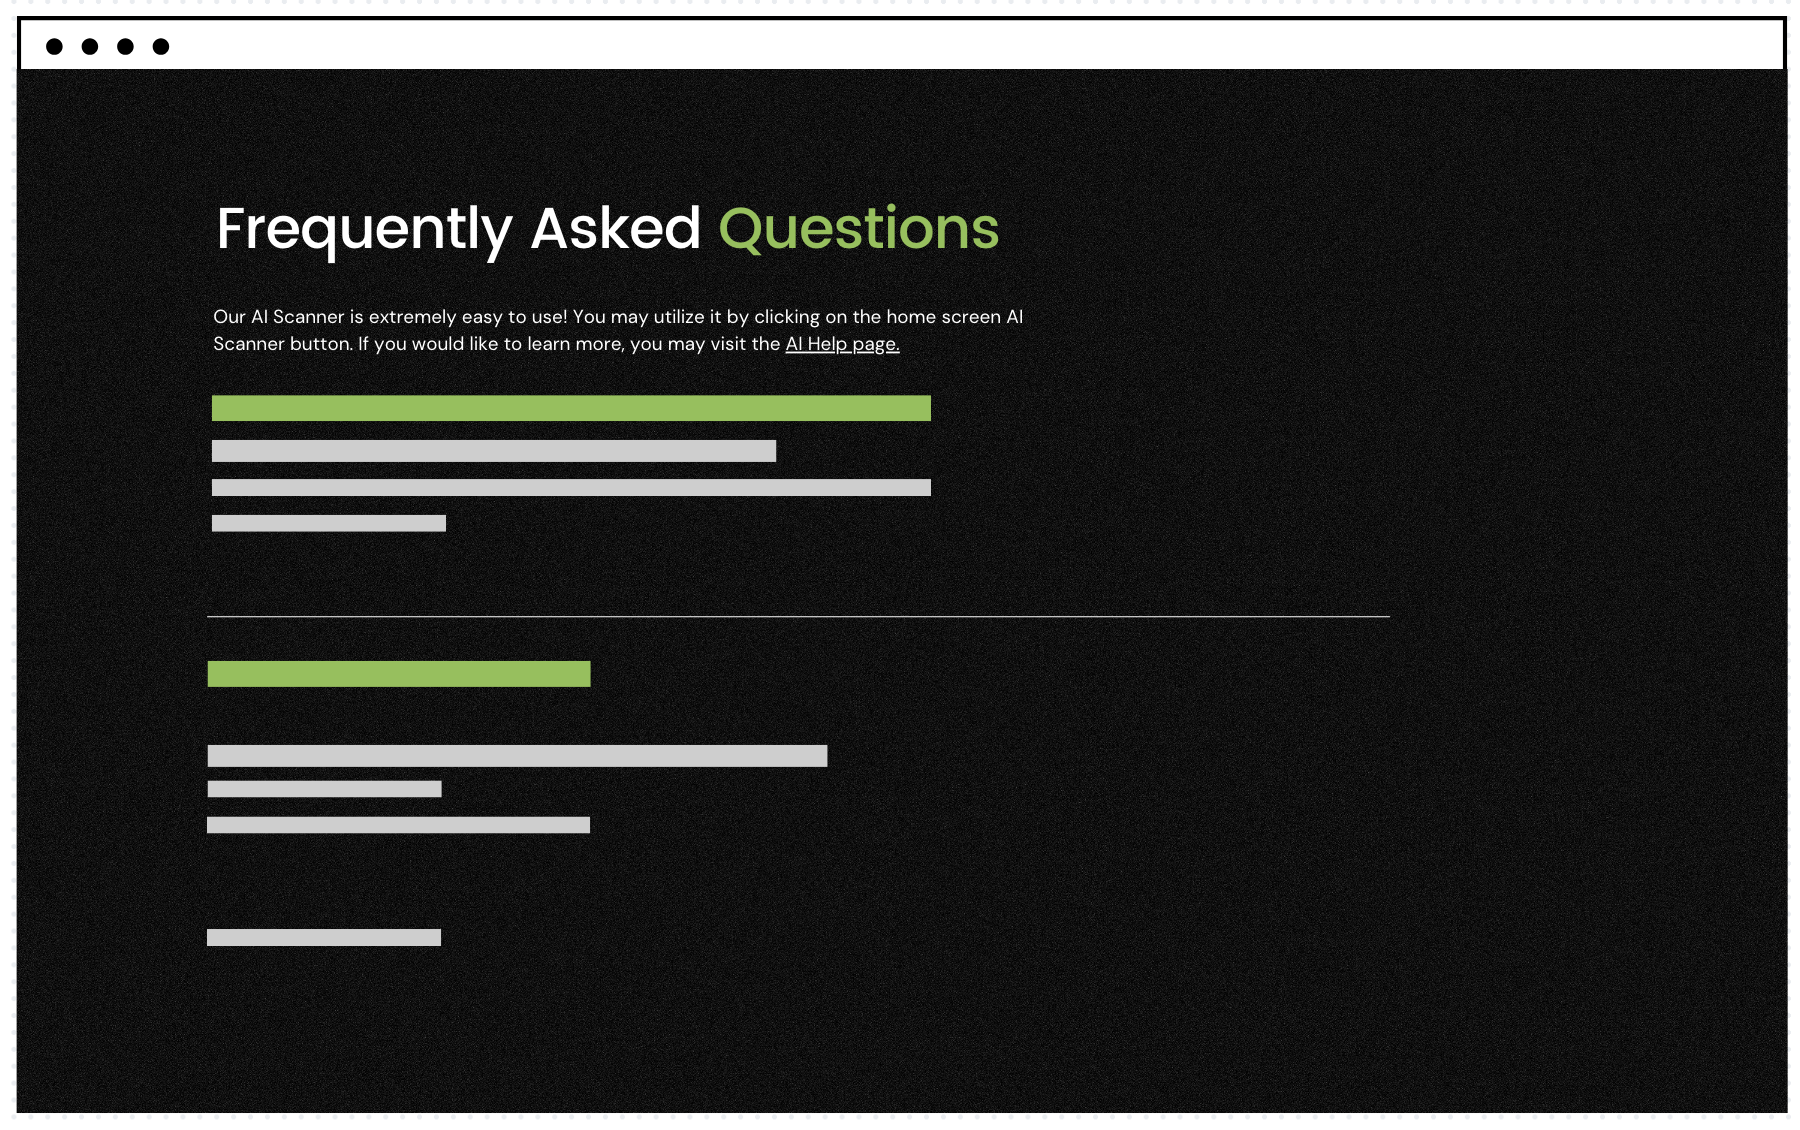 Frequently Asked Questions
Our AI Scanner is extremely easy to use! You may utilize it by clicking on the home screen AI
Scanner button. If you would like to learn more, you may visit the AI Help page.